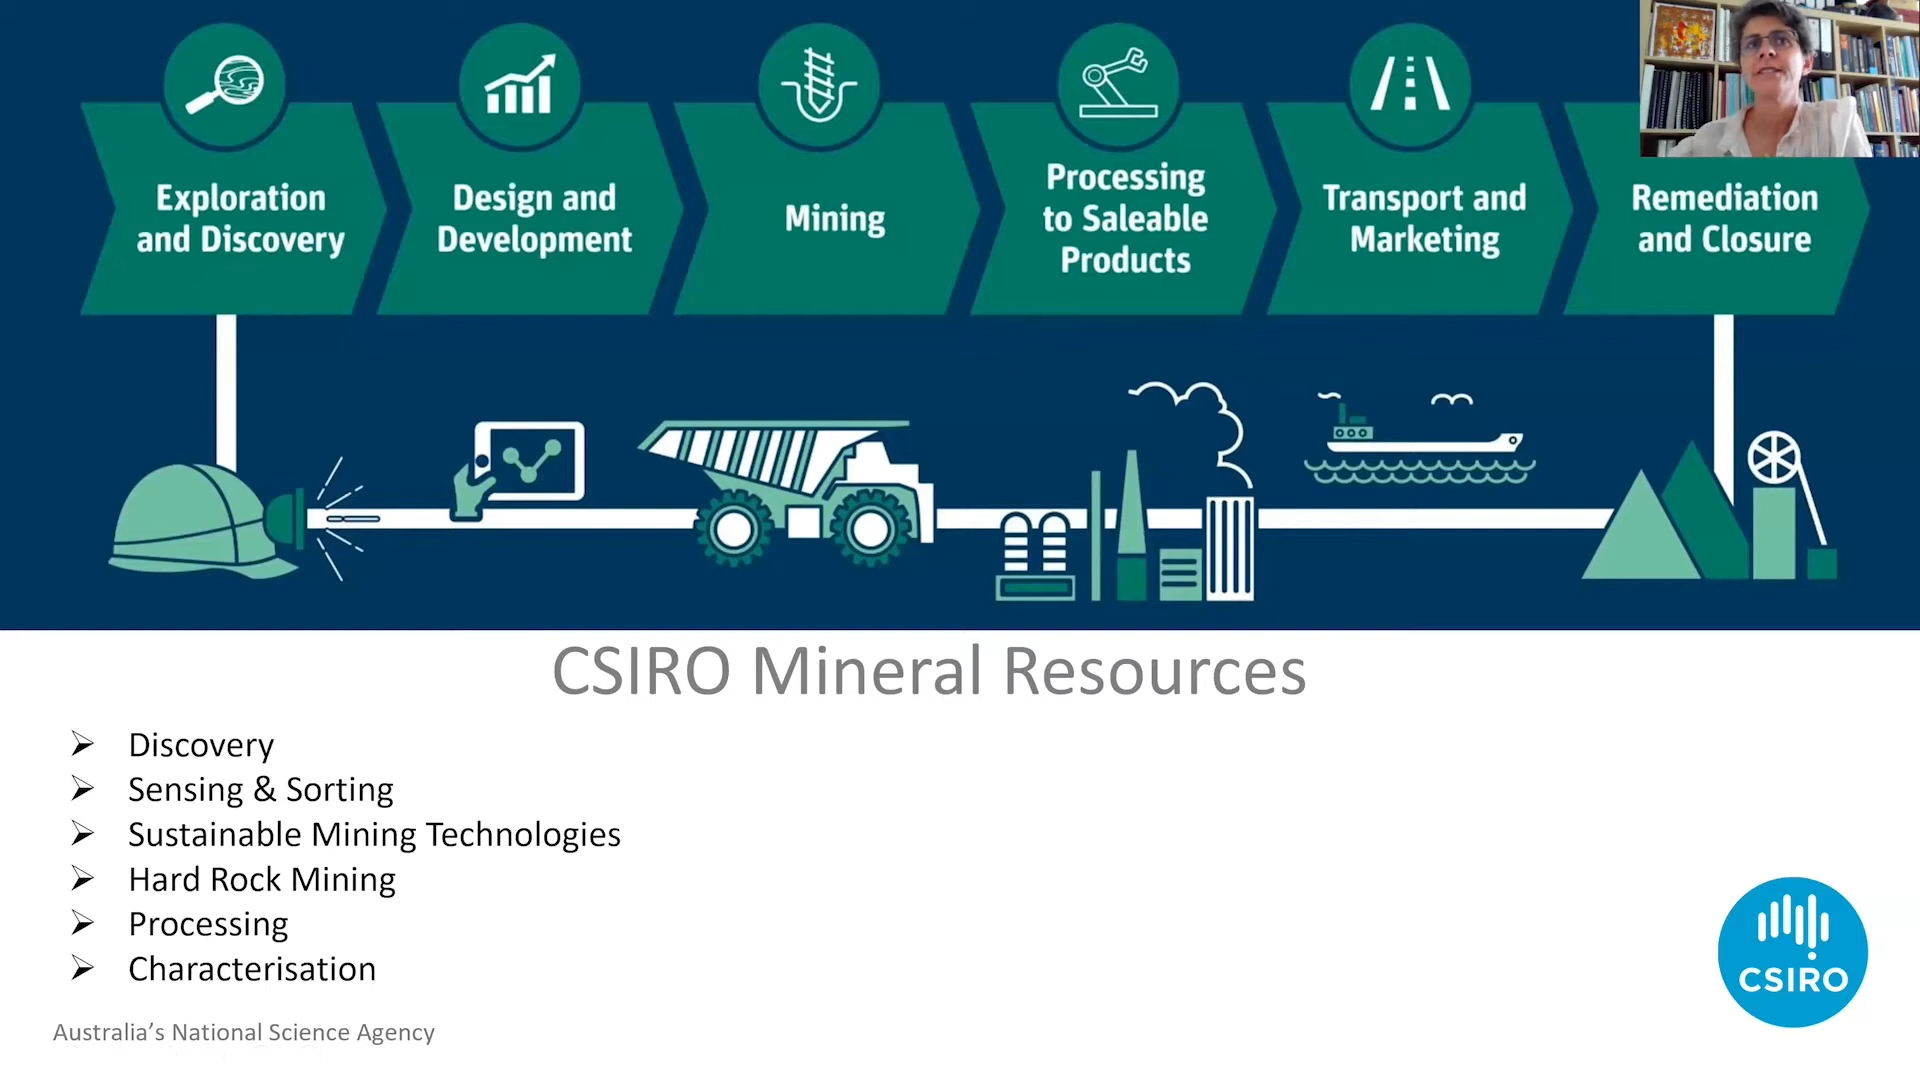 Exploration
and Discovery
Design and
Development
Mining
Processing
to Saleable
Products
Transport and
Marketing
Remediation
and Closure
CSIRO Mineral Resources
Discovery
Sensing & Sorting
Sustainable Mining Technologies
Hard Rock Mining
Processing
Characterisation
CSIRO
Australia’s National Science Agency